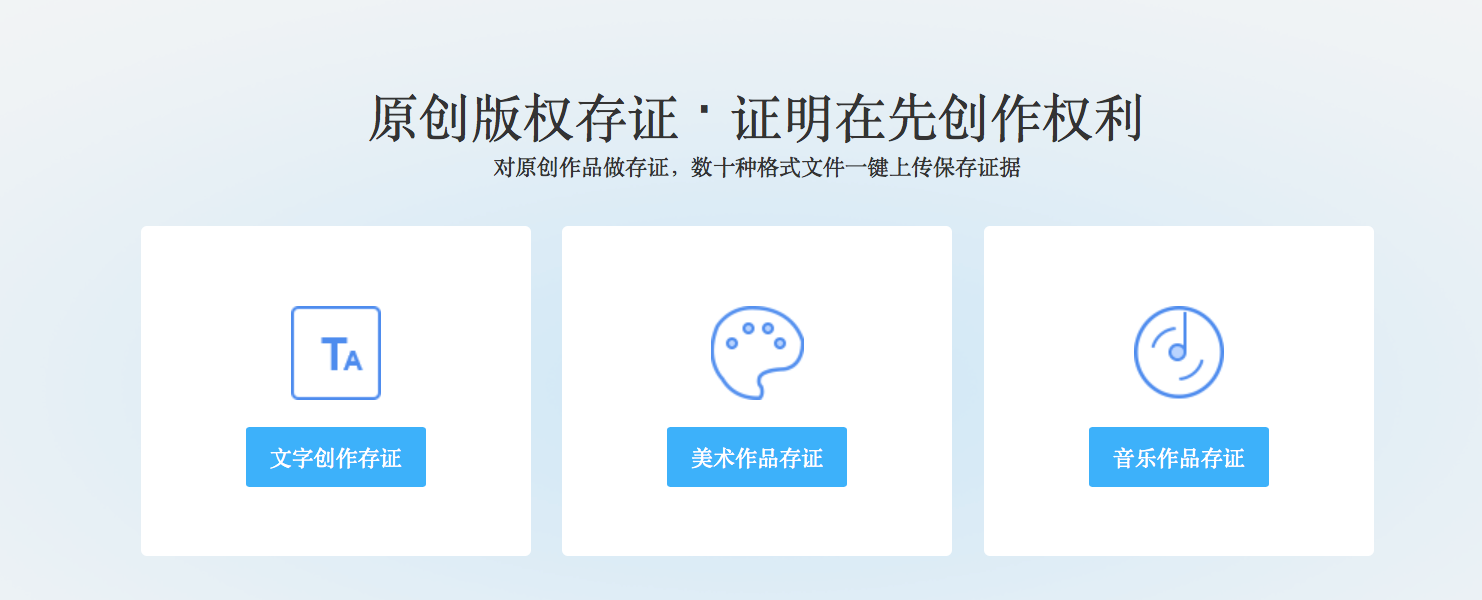 原创版权存证·证明在先创作权利
对原创作品做存证，数十种格式文件一键上传保存证据
TA
文字创作存证
美术作品存证
音乐作品存证